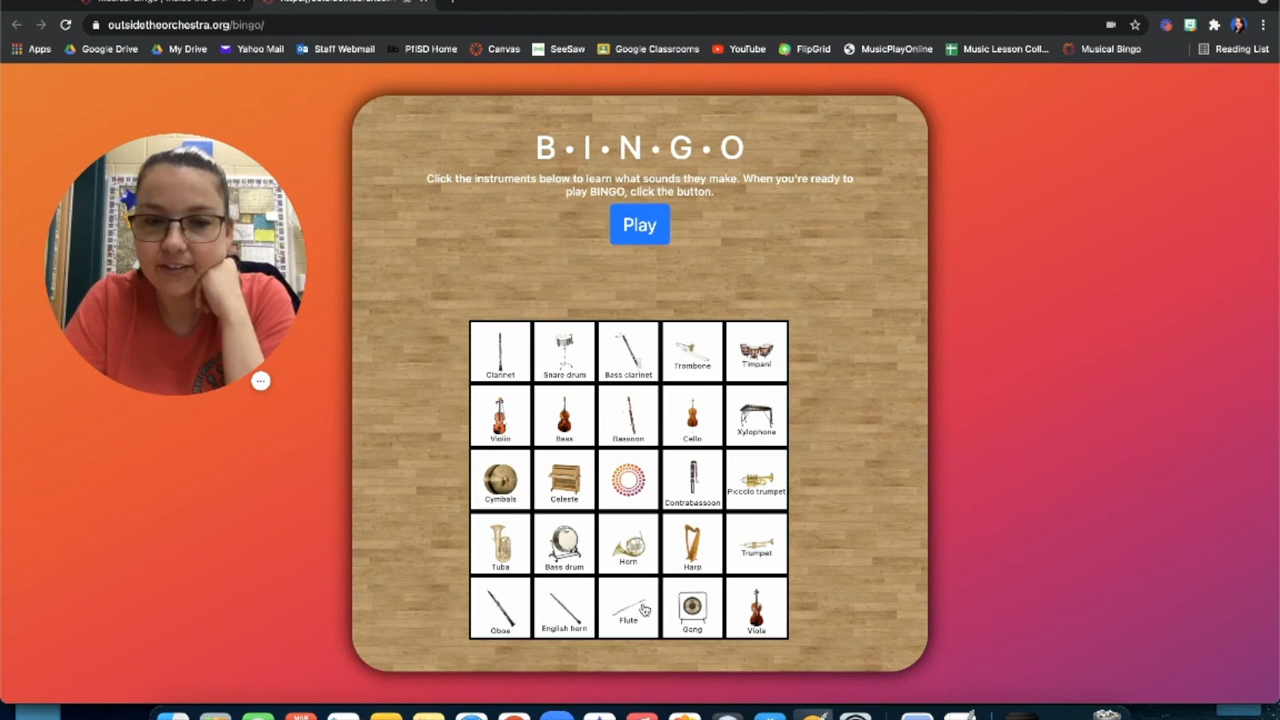 outsidetheorchestra.org/bingo/
Apps Google Drive My Drive Yahoo Mail Staff Webmail PfISD Home Canvas SeeSaw Google Classrooms YouTube FlipGrid MusicPlayOnline Music Lesson Coll... Musical Bingo Reading List
B•I•N•G•O
Click the instruments below to learn what sounds they make. When you're ready to
play BINGO, click the button.
Play
Clarinet Snare drum Bass clarinet Trombone Timpani
Violin Bass Bassoon Cello Xylophone
Cymbals Celeste Contrabassoon Piccolo trumpet
Tuba Bass drum Horn Harp Trumpet
Oboe English horn Flute Gong Viola